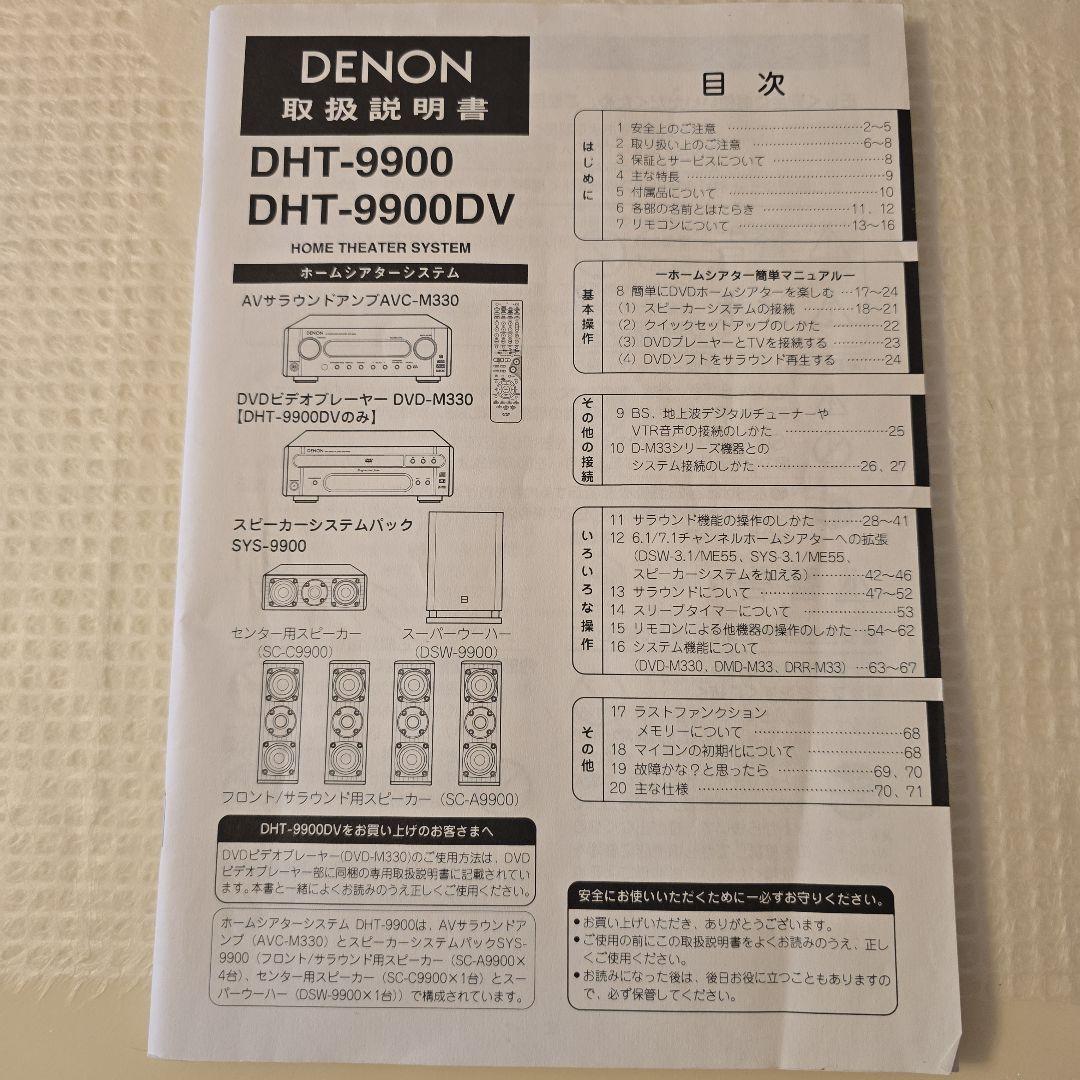 DENON
取扱説明書
DHT-9900
DHT-9900DV
HOME THEATER SYSTEM
ホームシアターシステム
AVサラウンドアンプAVC-M330
DENON
DVDビデオプレーヤー DVD-M330
【DHT-9900DVのみ】
DENON
スピーカーシステムパック
SYS-9900
センター用スピーカー
(SC-C9900)
スーパーウーハー
(DSW-9900)
フロント/サラウンド用スピーカー (SC-A9900)
DHT-9900DVをお買い上げのお客さまへ
DVDビデオプレーヤー(DVD-M330)のご使用方法は、DVD
ビデオプレーヤー部に同梱の専用取扱説明書に記載されてい
ます。本書と一緒によくお読みのうえ正しくご使用ください。
ホームシアターシステム DHT-9900は、AVサラウンドア
ンプ (AVC-M330) とスピーカーシステムパックSYS-
9900 (フロント/サラウンド用スピーカー (SC-A9900×
4台)、センター用スピーカー (SC-C9900×1台) とスー
パーウーハー (DSW-9900×1台)) で構成されています。
目 次
はじめに
1 安全上のご注意 ……………………2〜5
2 取り扱い上のご注意 …………………6〜8
3 保証とサービスについて …………………8
4 主な特長 ………………………………9
5 付属品について ………………………10
6 各部の名前とはたらき ……………11、12
7 リモコンについて …………………13〜16
基本操作
ーホームシアター簡単マニュアルー
8 簡単にDVDホームシアターを楽しむ …17〜24
(1) スピーカーシステムの接続 ………18〜21
(2) クイックセットアップのしかた ………22
(3) DVDプレーヤーとTVを接続する ………23
(4) DVDソフトをサラウンド再生する ………24
その他の接続
9 BS、地上波デジタルチューナーや
VTR音声の接続のしかた …………………25
10 D-M33シリーズ機器との
システム接続のしかた ………………26、27
いろいろな操作
11 サラウンド機能の操作のしかた ………28〜41
12 6.1/7.1チャンネルホームシアターへの拡張
(DSW-3.1/ME55、SYS-3.1/ME55、
スピーカーシステムを加える) …………42〜46
13 サラウンドについて …………………47〜52
14 スリープタイマーについて ………………53
15 リモコンによる他機器の操作のしかた …54〜62
16 システム機能について
(DVD-M330、DMD-M33、DRR-M33) …63〜67
その他
17 ラストファンクション
メモリーについて …………………………68
18 マイコンの初期化について ………………68
19 故障かな?と思ったら ………………69、70
20 主な仕様 ……………………………70、71
安全にお使いいただくために一必ずお守りください。
●お買い上げいただき、ありがとうございます。
●ご使用の前にこの取扱説明書をよくお読みのうえ、正し
くご使用ください。
●お読みになった後は、後日お役に立つこともありますの
で、必ず保管してください。